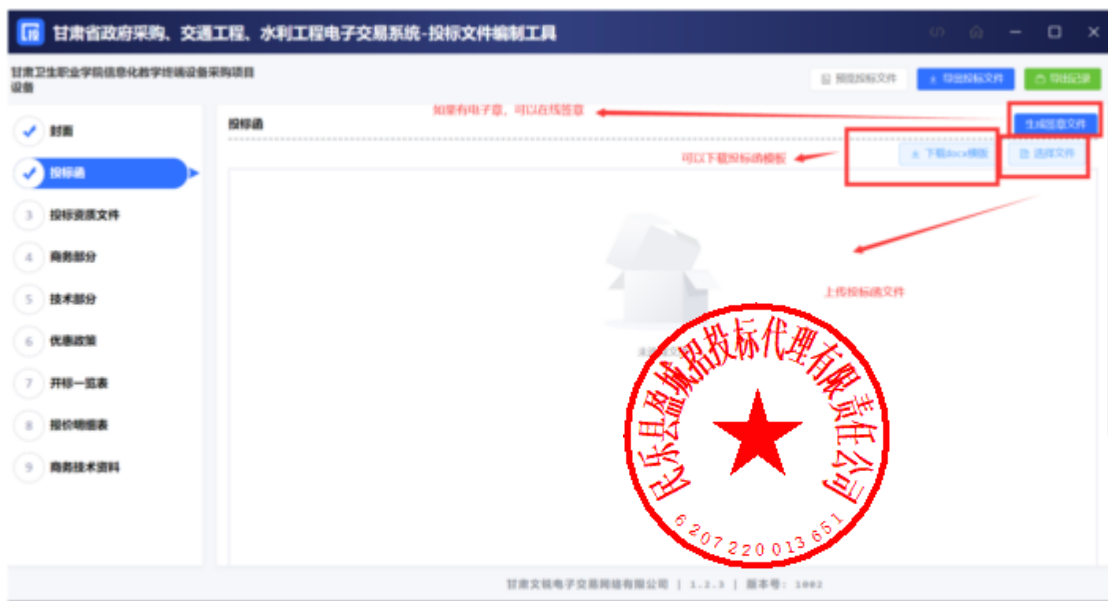 甘肃省政府采购、交通工程、水利工程电子交易系统-投标文件编制工具
甘肃卫生职业学院信息化教学终端设备采购项目
设备
预览投标文件
导出投标文件
导出记录
如果有电子章，可以在线签章
生成签章文件
封面
投标函
可以下载投标函模板
下载docx模版
选择文件
投标函
3 投标资质文件
4 商务部分
5 技术部分
6 优惠政策
7 开标一览表
8 报价明细表
9 商务技术资料
上传投标函文件
招投标代理有限责任公司
6207220013651
甘肃文锐电子交易网络有限公司 | 1.2.3 | 版本号: 1002